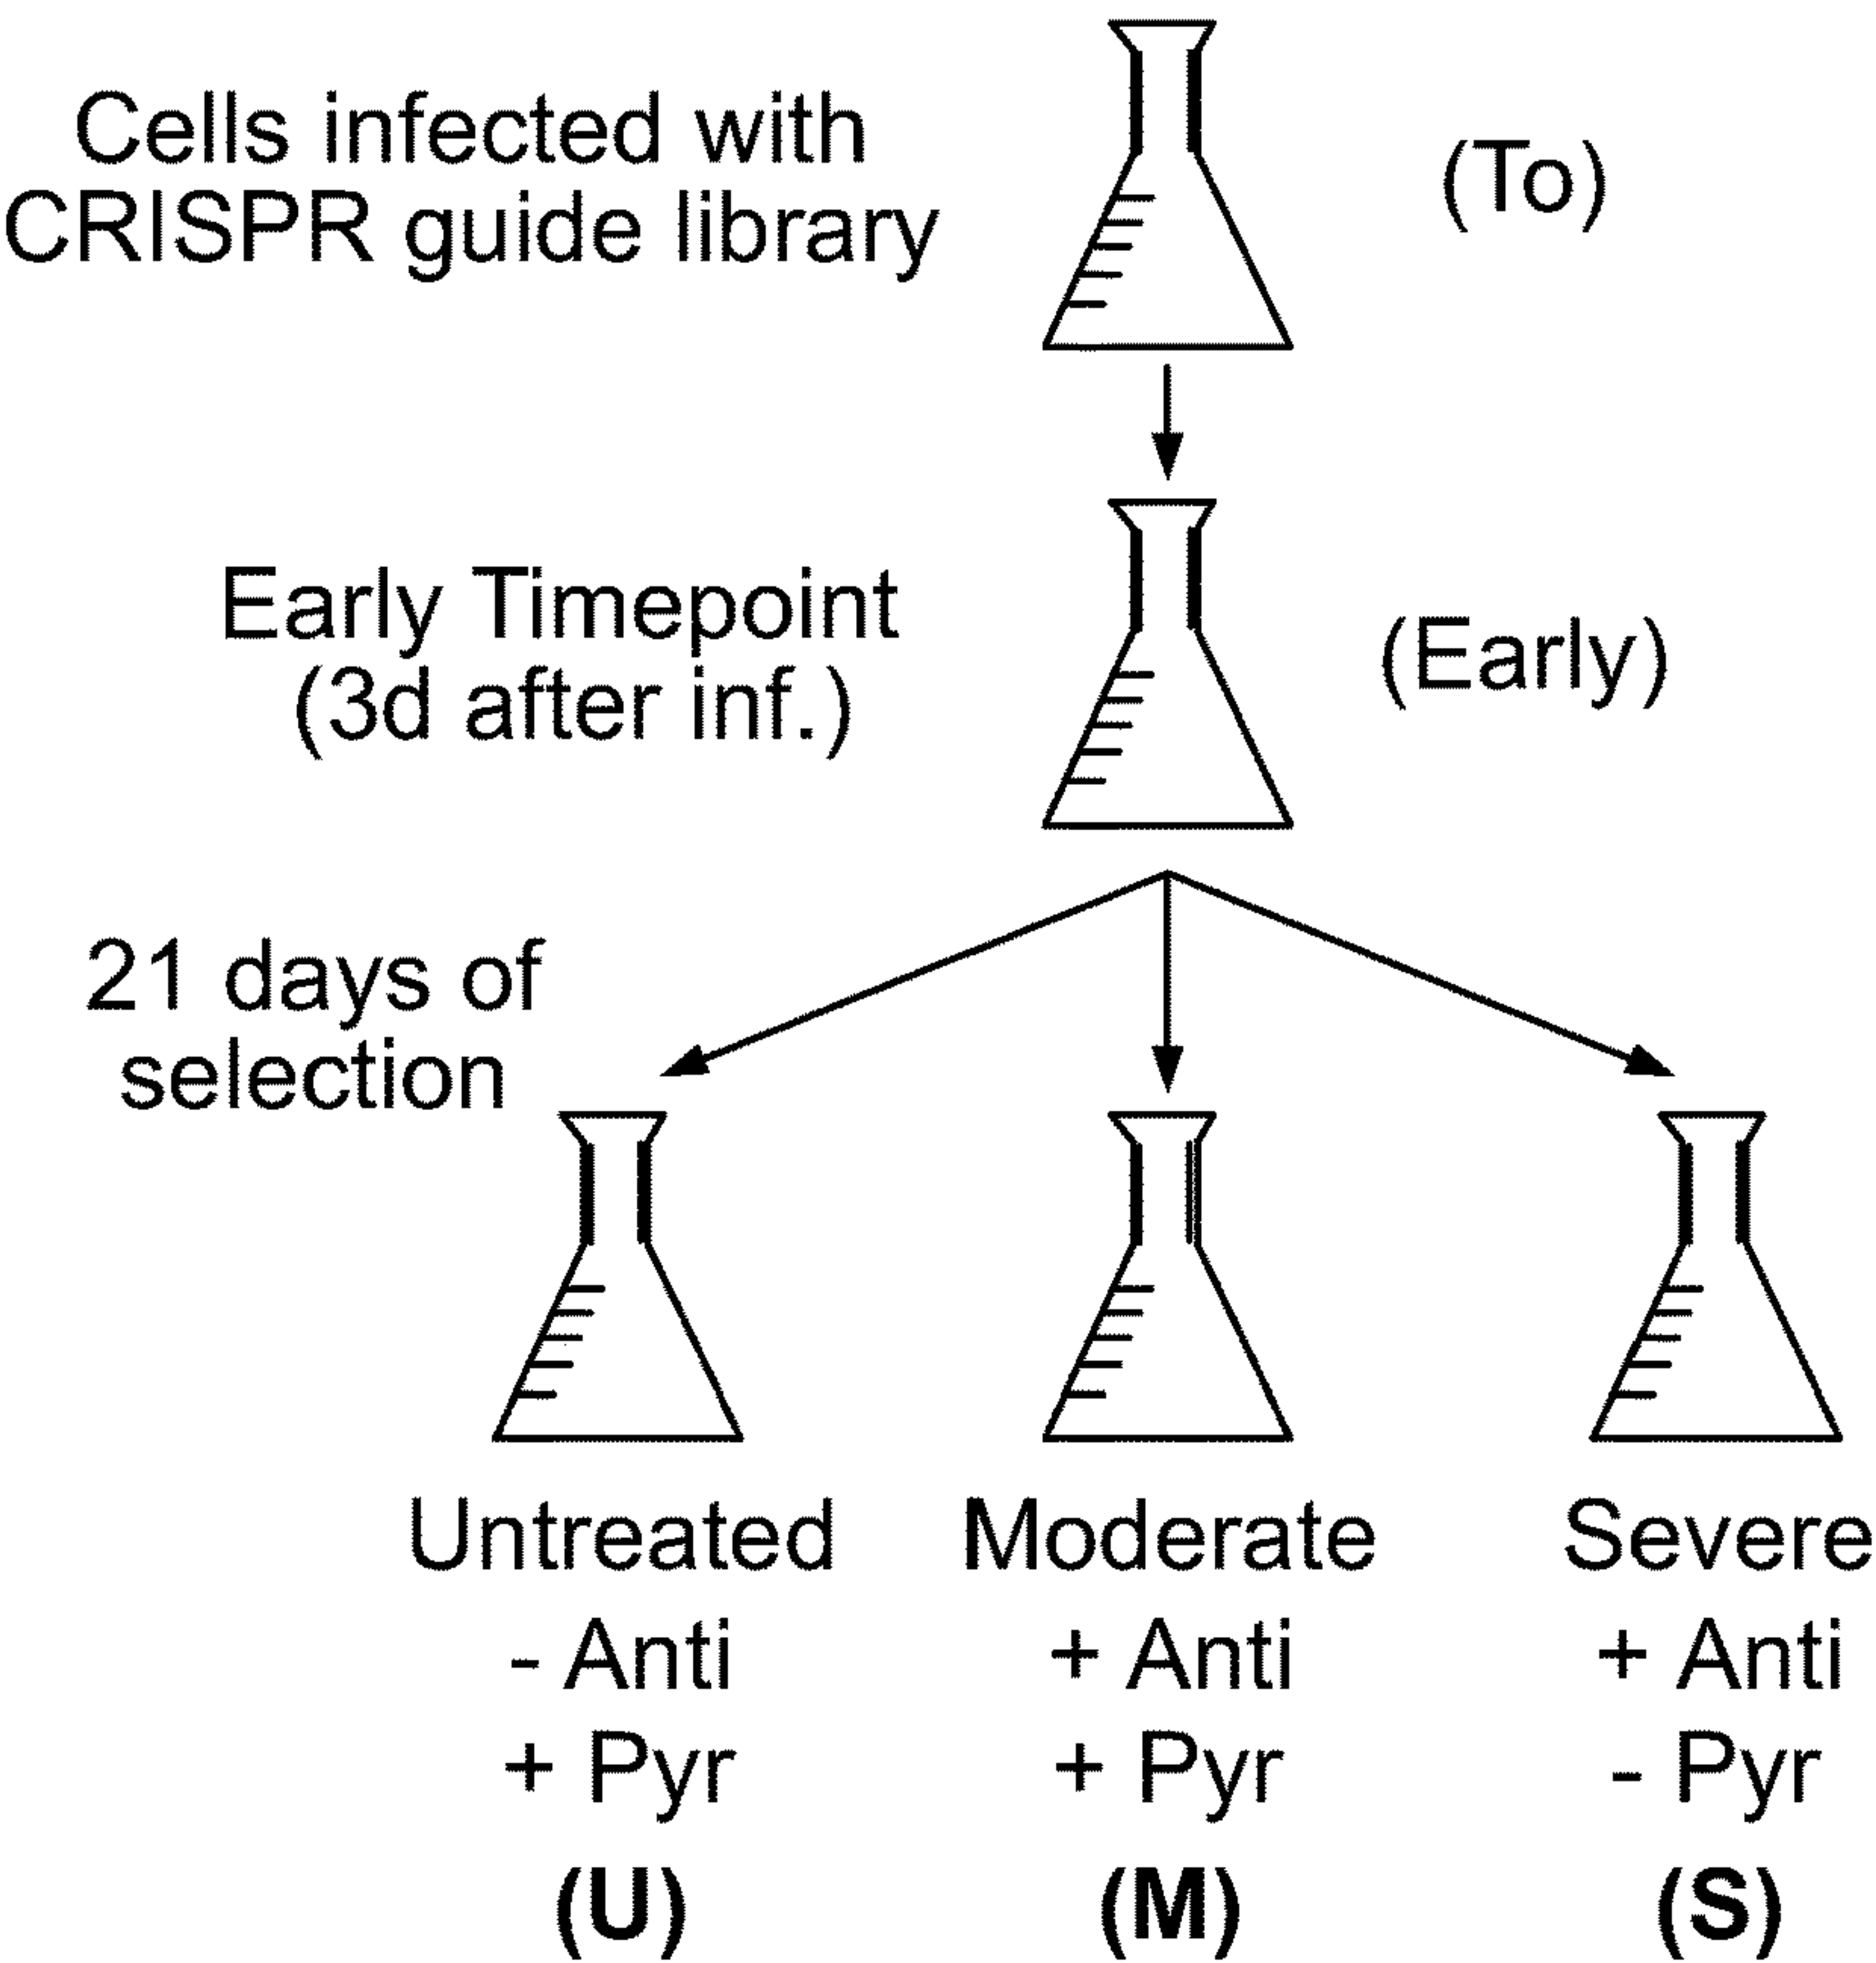 Cells infected with
CRISPR guide library
(To)
Early Timepoint
(3d after inf.)
(Early)
21 days of
selection
Untreated
- Anti
+ Pyr
(U)
Moderate
+ Anti
+ Pyr
(M)
Severe
+ Anti
- Pyr
(S)